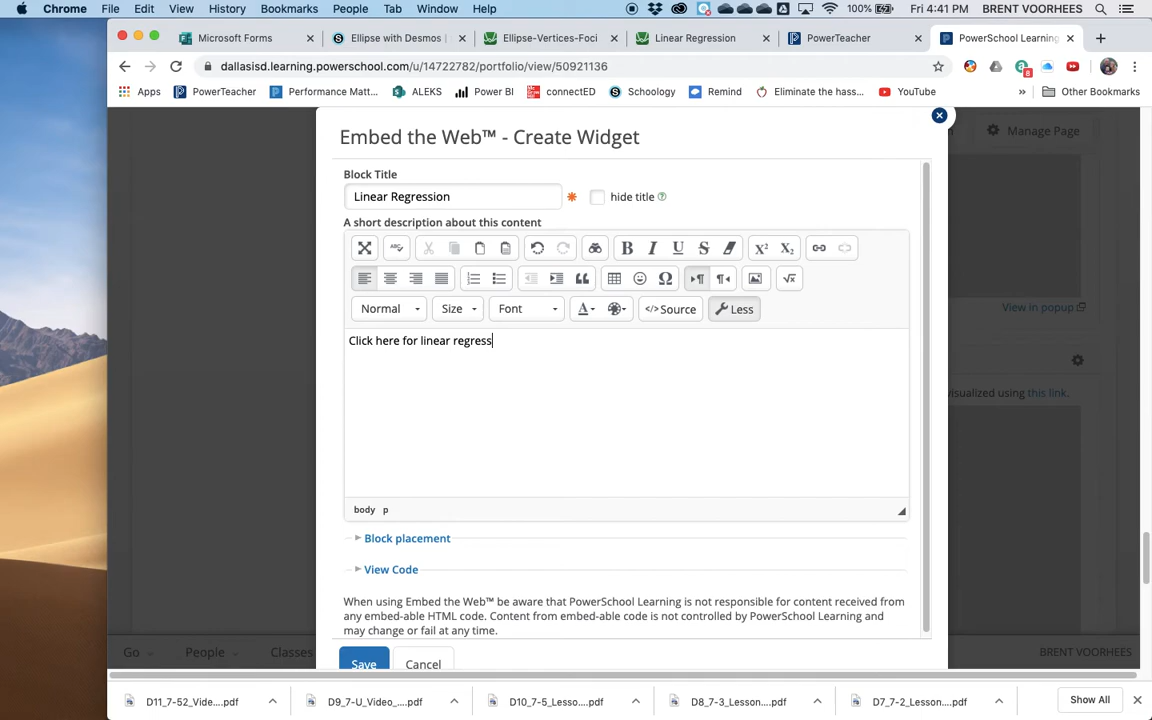 Chrome File Edit View History Bookmarks People Tab Window Help 100% Fri 4:41 PM BRENT VOORHEES
Microsoft Forms Ellipse with Desmos | Ellipse-Vertices-Foci Linear Regression PowerTeacher PowerSchool Learning
dallasisd.learning.powerschool.com/u/14722782/portfolio/view/50921136
Apps PowerTeacher Performance Matt... ALEKS Power BI connectED Schoology Remind Eliminate the hass... YouTube » Other Bookmarks
Embed the Web™ - Create Widget
Manage Page
Block Title
Linear Regression * hide title
A short description about this content
Normal Size Font Source Less
View in popup
Click here for linear regress
visualized using this link.
body p
Block placement
View Code
When using Embed the Web™ be aware that PowerSchool Learning is not responsible for content received from
any embed-able HTML code. Content from embed-able code is not controlled by PowerSchool Learning and
may change or fail at any time.
Go People Classes BRENT VOORHEES
Save Cancel
D11_7-52_Vide....pdf D9_7-U_Video_....pdf D10_7-5_Lesso....pdf D8_7-3_Lesson....pdf D7_7-2_Lesson....pdf Show All